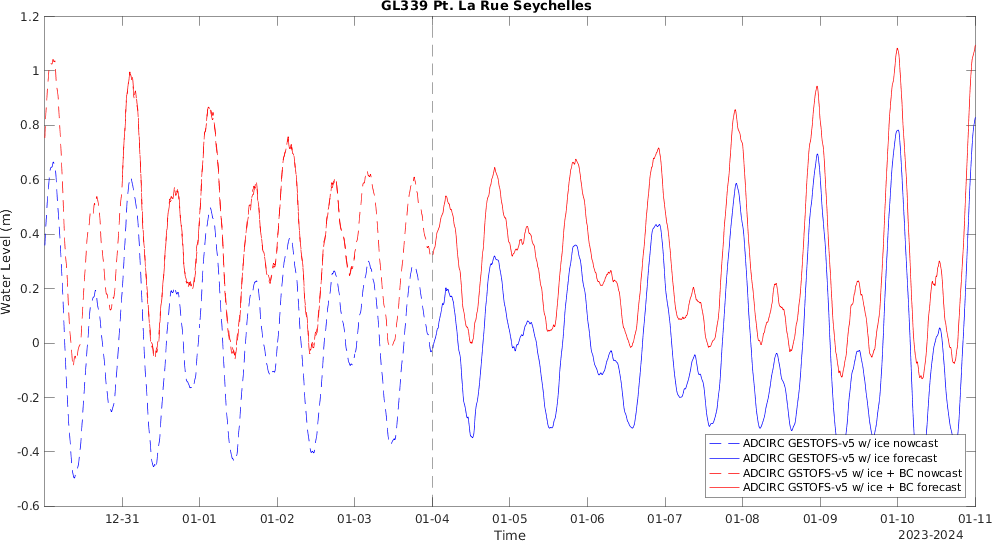 GL339 Pt. La Rue Seychelles
1.2
1
0.8
0.6
0.4
0.2
0
-0.2
-0.4
-0.6
Water Level (m)
ADCIRC GESTOFS-v5 w/ ice nowcast
ADCIRC GESTOFS-v5 w/ ice forecast
ADCIRC GSTOFS-v5 w/ ice + BC nowcast
ADCIRC GSTOFS-v5 w/ ice + BC forecast
12-31 01-01 01-02 01-03 01-04 01-05 01-06 01-07 01-08 01-09 01-10 01-11
Time
2023-2024